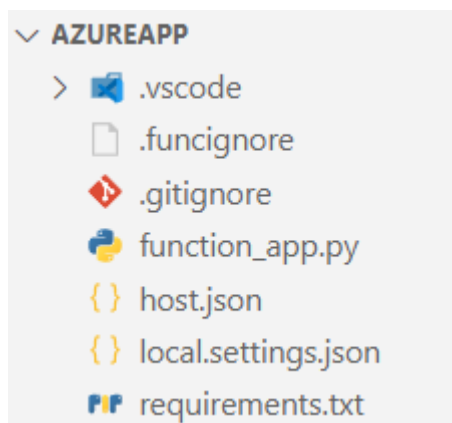 AZUREAPP
.vscode
.funcignore
.gitignore
function_app.py
host.json
local.settings.json
requirements.txt